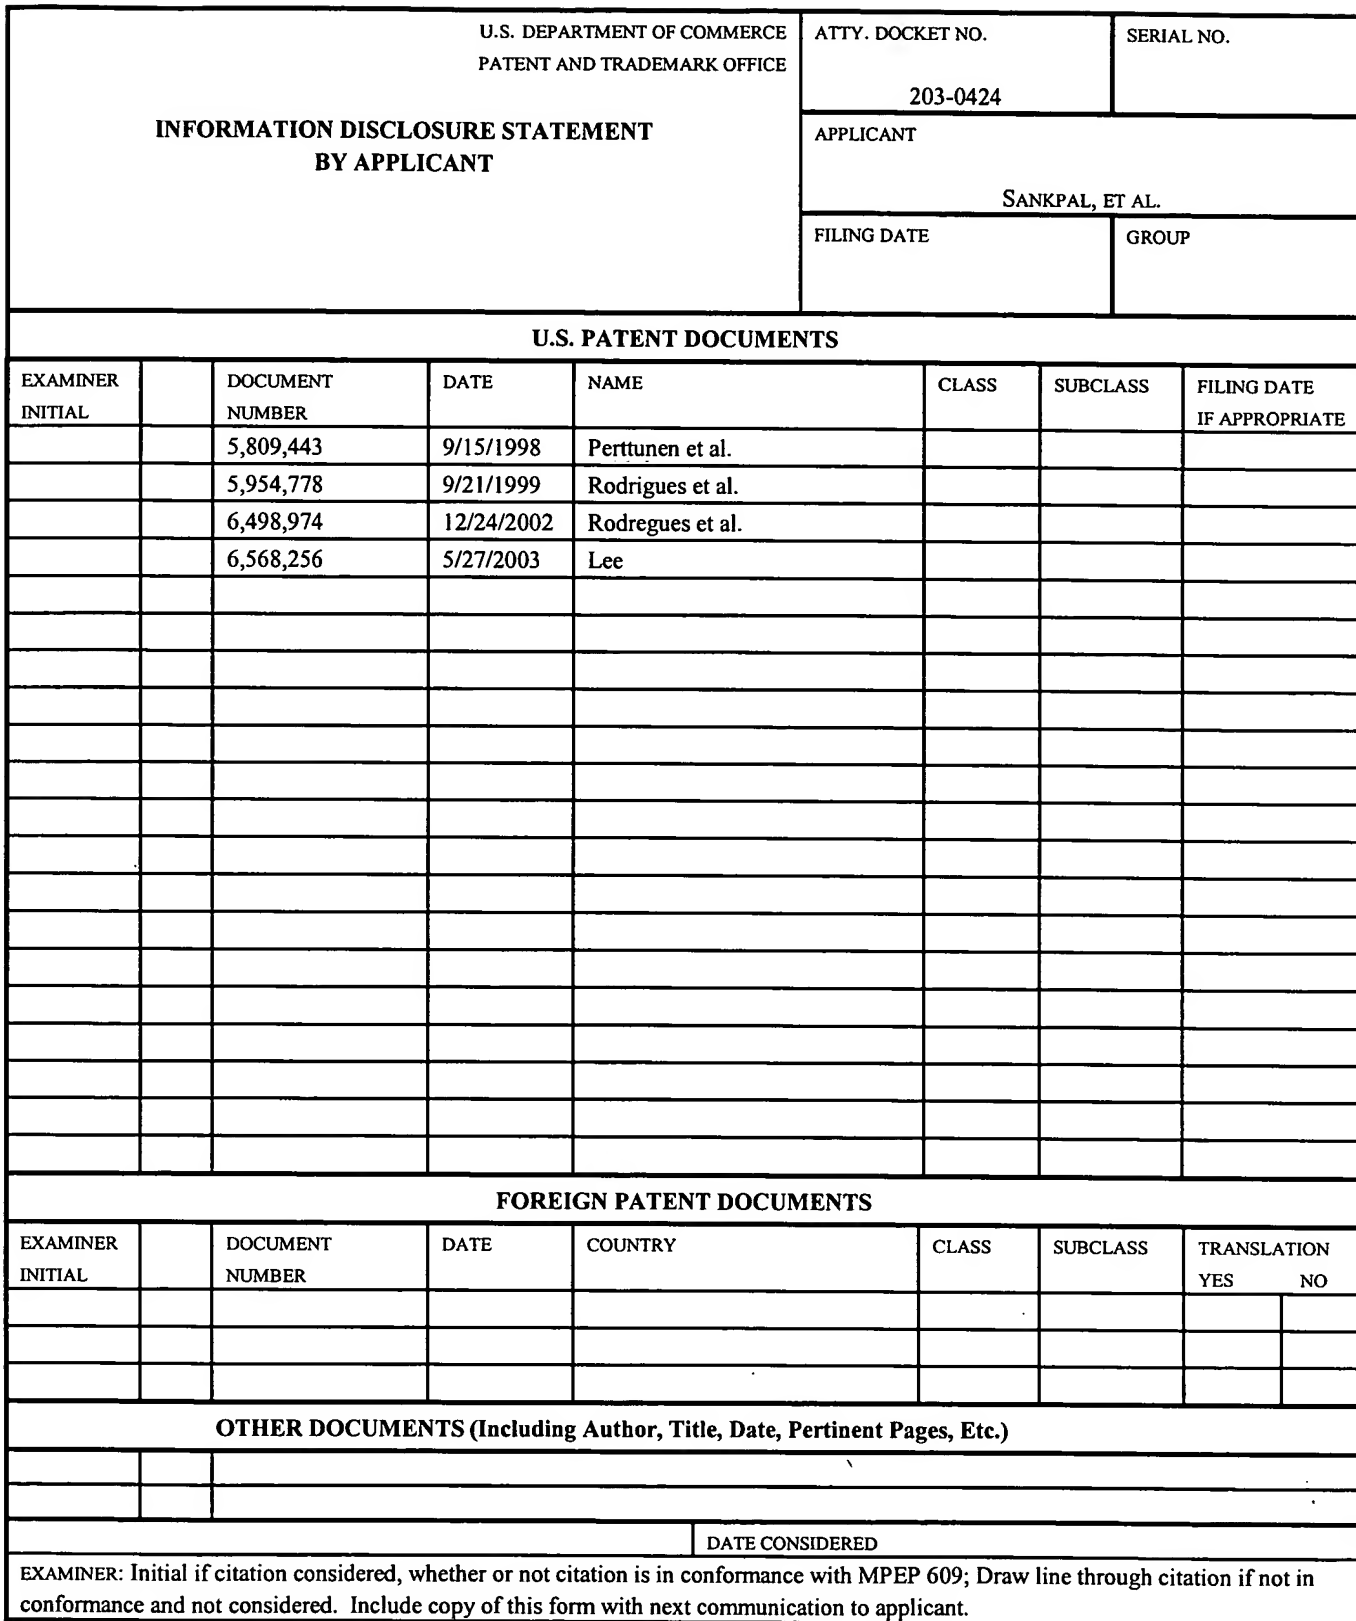 U.S. DEPARTMENT OF COMMERCE
PATENT AND TRADEMARK OFFICE
INFORMATION DISCLOSURE STATEMENT
BY APPLICANT
ATTY. DOCKET NO.
203-0424
SERIAL NO.
APPLICANT
SANKPAL, ET AL.
FILING DATE
GROUP
U.S. PATENT DOCUMENTS
EXAMINER
INITIAL
DOCUMENT
NUMBER
DATE
NAME
CLASS
SUBCLASS
FILING DATE
IF APPROPRIATE
5,809,443 9/15/1998 Perttunen et al.
5,954,778 9/21/1999 Rodrigues et al.
6,498,974 12/24/2002 Rodregues et al.
6,568,256 5/27/2003 Lee
FOREIGN PATENT DOCUMENTS
EXAMINER
INITIAL
DOCUMENT
NUMBER
DATE
COUNTRY
CLASS
SUBCLASS
TRANSLATION
YES NO
OTHER DOCUMENTS (Including Author, Title, Date, Pertinent Pages, Etc.)
DATE CONSIDERED
EXAMINER: Initial if citation considered, whether or not citation is in conformance with MPEP 609; Draw line through citation if not in
conformance and not considered. Include copy of this form with next communication to applicant.